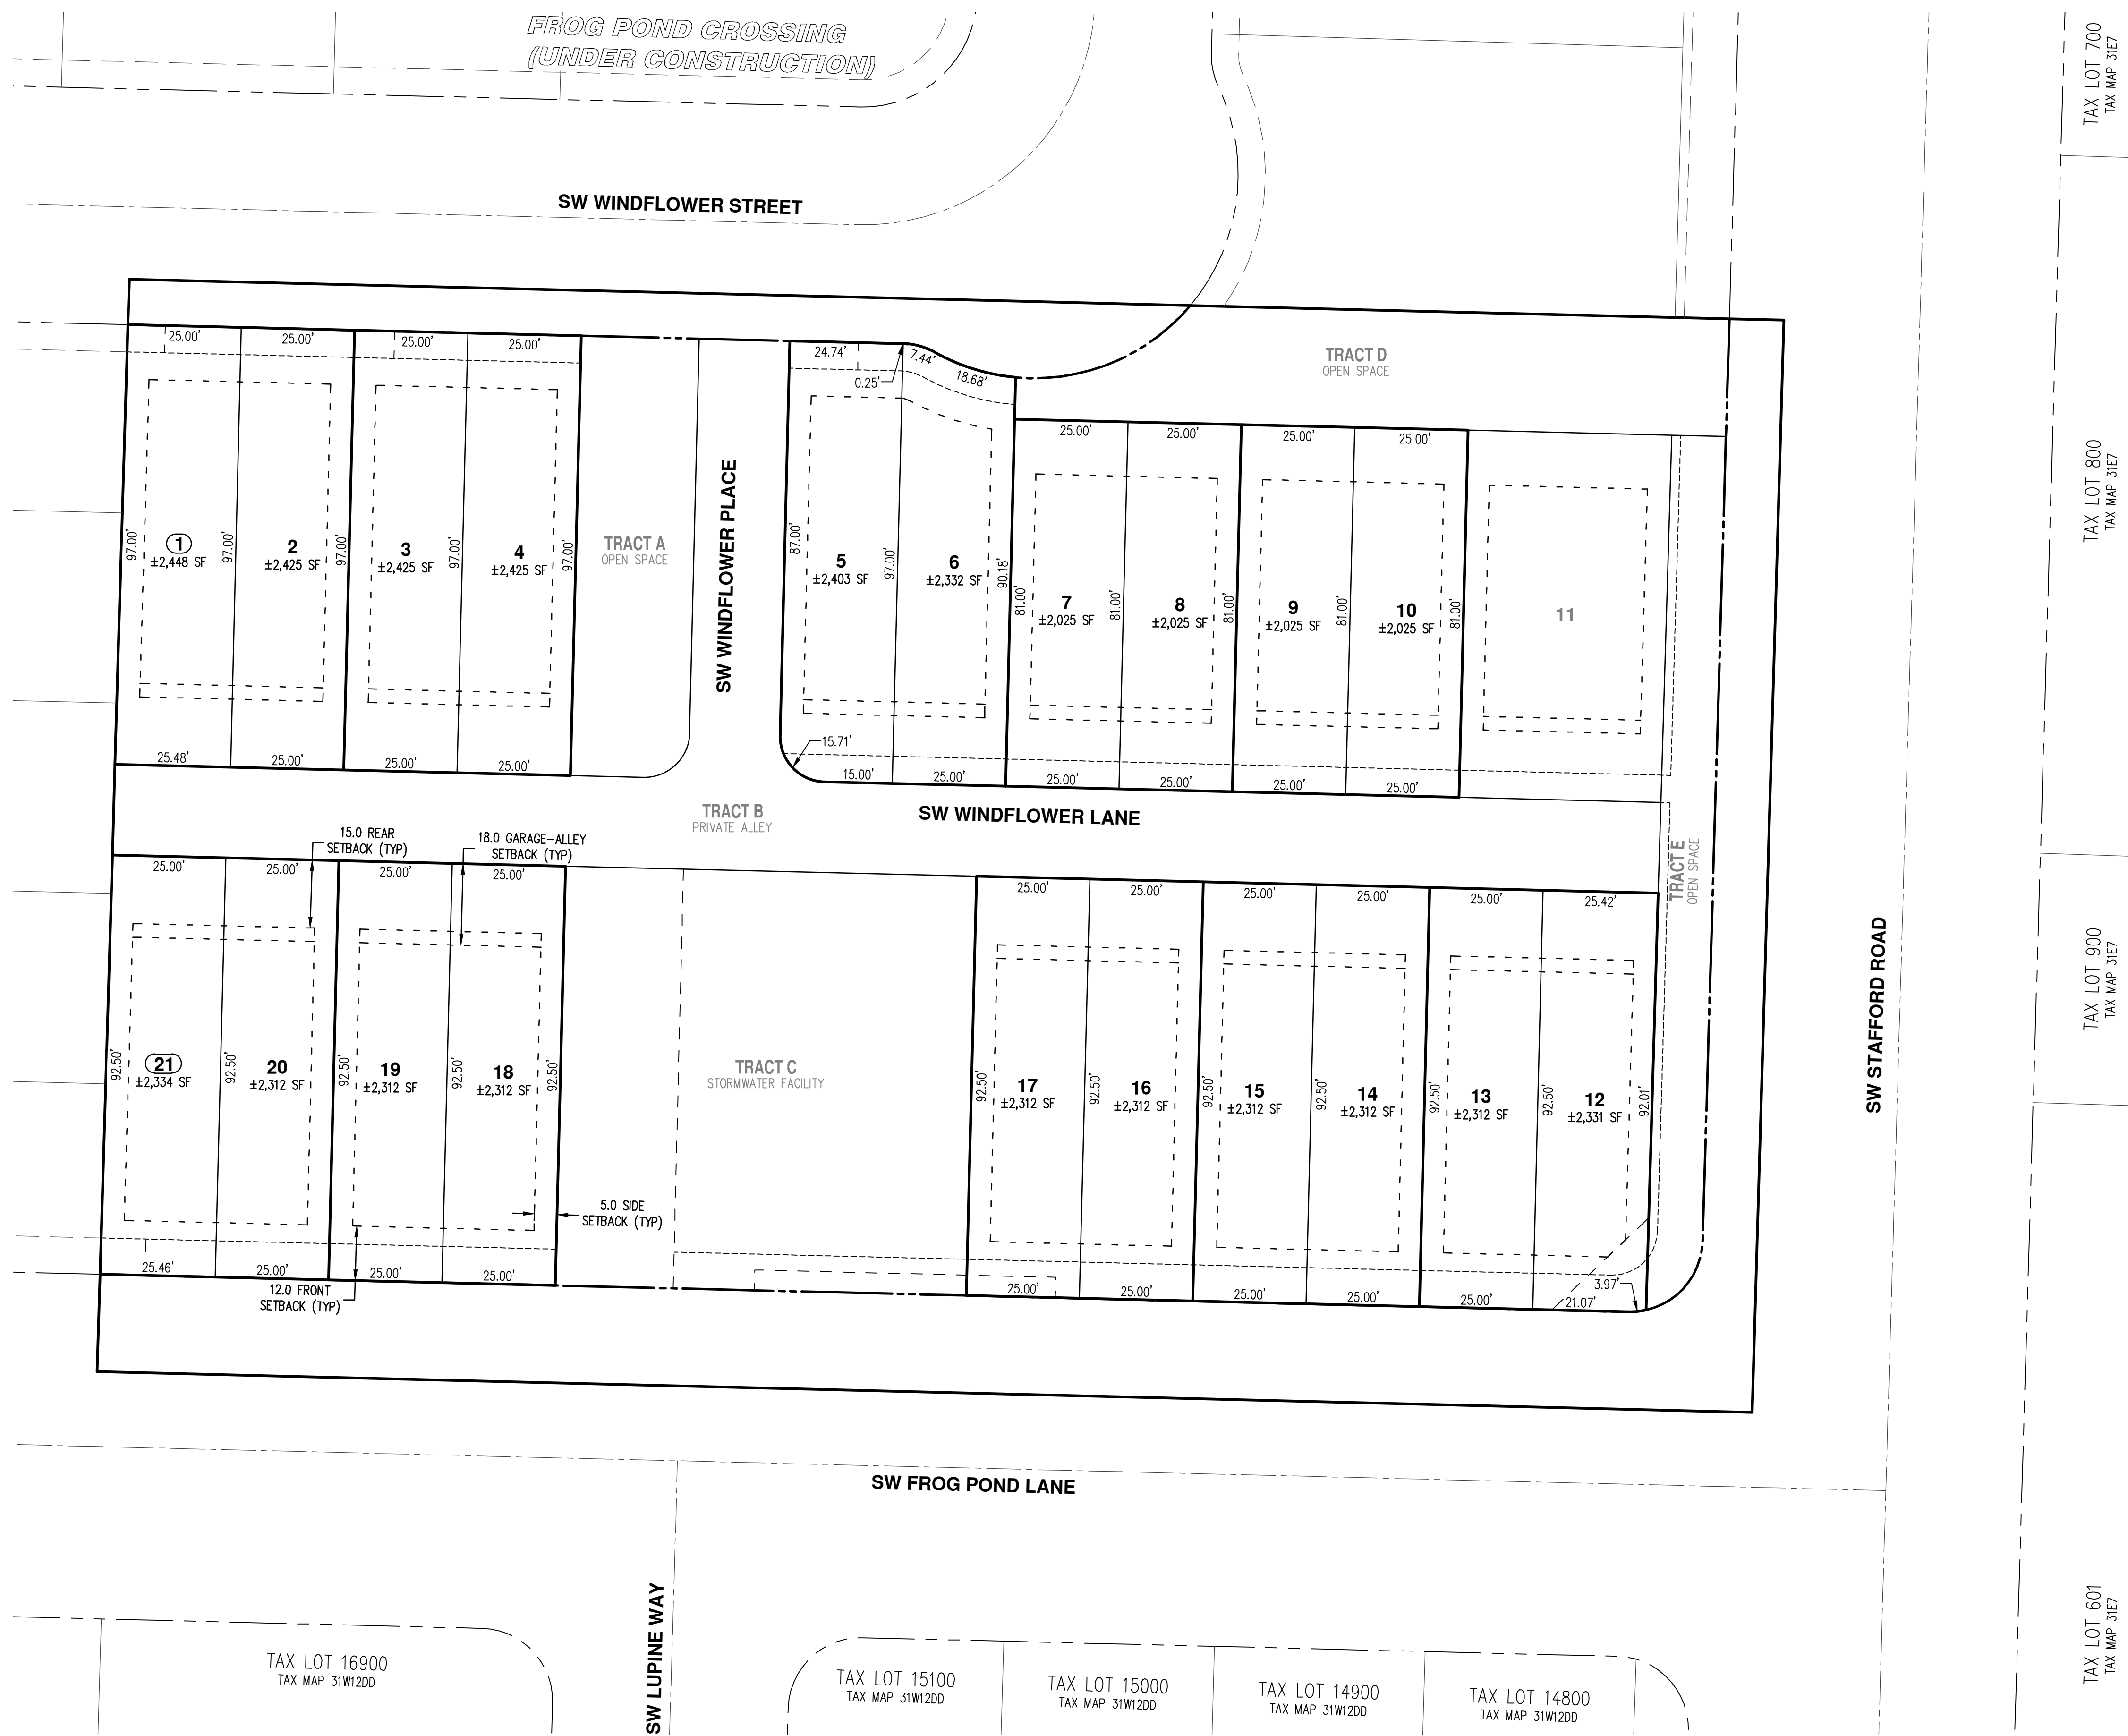 FROG POND CROSSING
(UNDER CONSTRUCTION)
SW WINDFLOWER STREET
TAX LOT 700
TAX MAP 31E7
25.00'
25.00'
25.00'
25.00'
24.74'
0.25'
7.44'
18.68'
TRACT D
OPEN SPACE
25.00'
25.00'
25.00'
25.00'
97.00'
1
±2,448 SF
97.00'
2
±2,425 SF
97.00'
3
±2,425 SF
97.00'
4
±2,425 SF
97.00'
TRACT A
OPEN SPACE
SW WINDFLOWER PLACE
87.00'
5
±2,403 SF
97.00'
6
±2,332 SF
90.18'
81.00'
7
±2,025 SF
81.00'
8
±2,025 SF
81.00'
9
±2,025 SF
81.00'
10
±2,025 SF
81.00'
11
TAX LOT 800
TAX MAP 31E7
25.48'
25.00'
25.00'
25.00'
15.71'
15.00'
25.00'
25.00'
25.00'
25.00'
25.00'
TRACT B
PRIVATE ALLEY
SW WINDFLOWER LANE
15.0 REAR
SETBACK (TYP)
18.0 GARAGE-ALLEY
SETBACK (TYP)
TRACT E
OPEN SPACE
25.00'
25.00'
25.00'
25.00'
25.00'
25.00'
25.00'
25.00'
25.00'
25.42'
92.50'
21
±2,334 SF
92.50'
20
±2,312 SF
92.50'
19
±2,312 SF
92.50'
18
±2,312 SF
92.50'
TRACT C
STORMWATER FACILITY
92.50'
17
±2,312 SF
92.50'
16
±2,312 SF
92.50'
15
±2,312 SF
92.50'
14
±2,312 SF
92.50'
13
±2,312 SF
92.50'
12
±2,331 SF
92.01'
SW STAFFORD ROAD
TAX LOT 900
TAX MAP 31E7
5.0 SIDE
SETBACK (TYP)
25.46'
25.00'
25.00'
25.00'
12.0 FRONT
SETBACK (TYP)
25.00'
25.00'
25.00'
25.00'
25.00'
21.07'
3.97'
SW FROG POND LANE
SW LUPINE WAY
TAX LOT 16900
TAX MAP 31W12DD
TAX LOT 15100
TAX MAP 31W12DD
TAX LOT 15000
TAX MAP 31W12DD
TAX LOT 14900
TAX MAP 31W12DD
TAX LOT 14800
TAX MAP 31W12DD
TAX LOT 601
TAX MAP 31E7